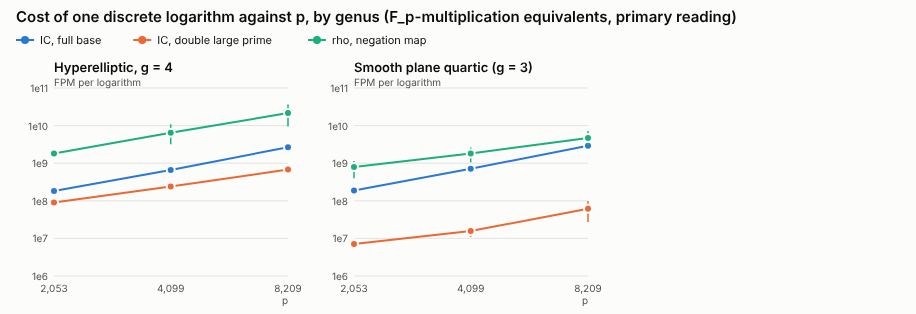 Cost of one discrete logarithm against p, by genus (F_p-multiplication equivalents, primary reading)
IC, full base IC, double large prime rho, negation map
Hyperelliptic, g = 4 Smooth plane quartic (g = 3)
FPM per logarithm FPM per logarithm
1e11 1e11
1e10 1e10
1e9 1e9
1e8 1e8
1e7 1e7
1e6 1e6
2,053 4,099 8,209 2,053 4,099 8,209
p p